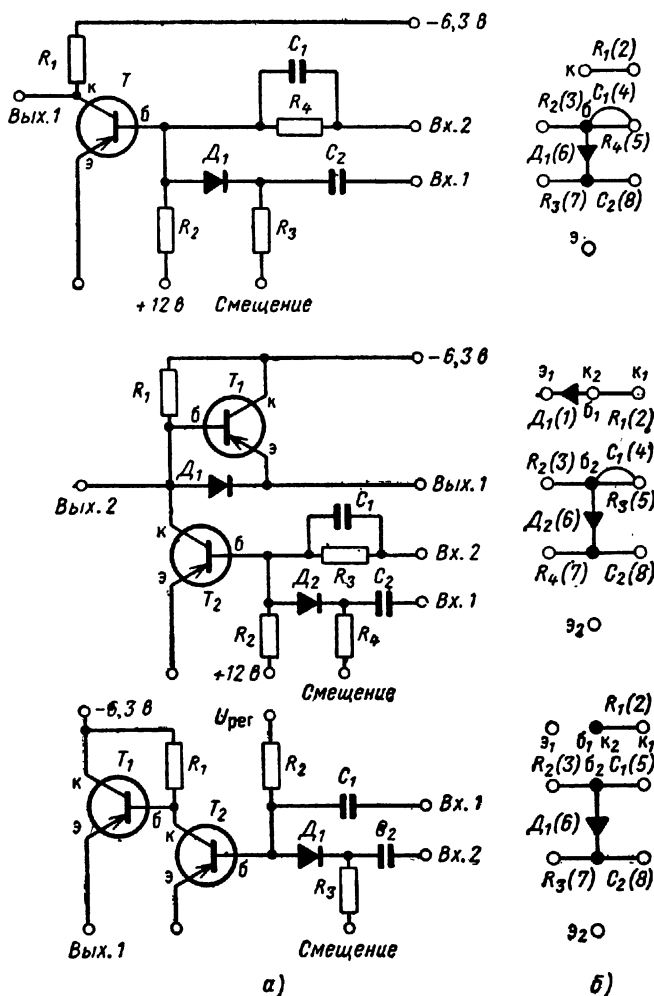 −6,3 в
R₁
к
T
C₁
R₁(2)
к
Вых.1
б
R₄
Вх.2
R₂(3) б C₁(4)
э
Д₁
C₂
Вх.1
Д₁(6)
R₄(5)
R₂
R₃
R₃(7) C₂(8)
+12 в
Смещение
э
−6,3 в
R₁
T₁
б
к
э
э₁ к₂ к₁
Д₁(1) б₁ R₁(2)
Д₁
Вых.2
Вых.1
R₂(3) б₂ C₁(4)
к
б
C₁
R₃(5)
э
R₃
Вх.2
Д₂(6)
T₂
Д₂
C₂
Вх.1
R₂
R₄
R₄(7) C₂(8)
+12 в
Смещение
э₂
−6,3 в
Uрег
R₁(2)
T₁
R₁
R₂
э₁ б₁ к₂ к₁
к
T₂
C₁
Вх.1
R₂(3) б₂ C₁(5)
э
б
к
Д₁
Вх.2
Д₁(6)
э
б
R₃
R₃(7) C₂(8)
Вых.1
Смещение
э₂
а)
б)